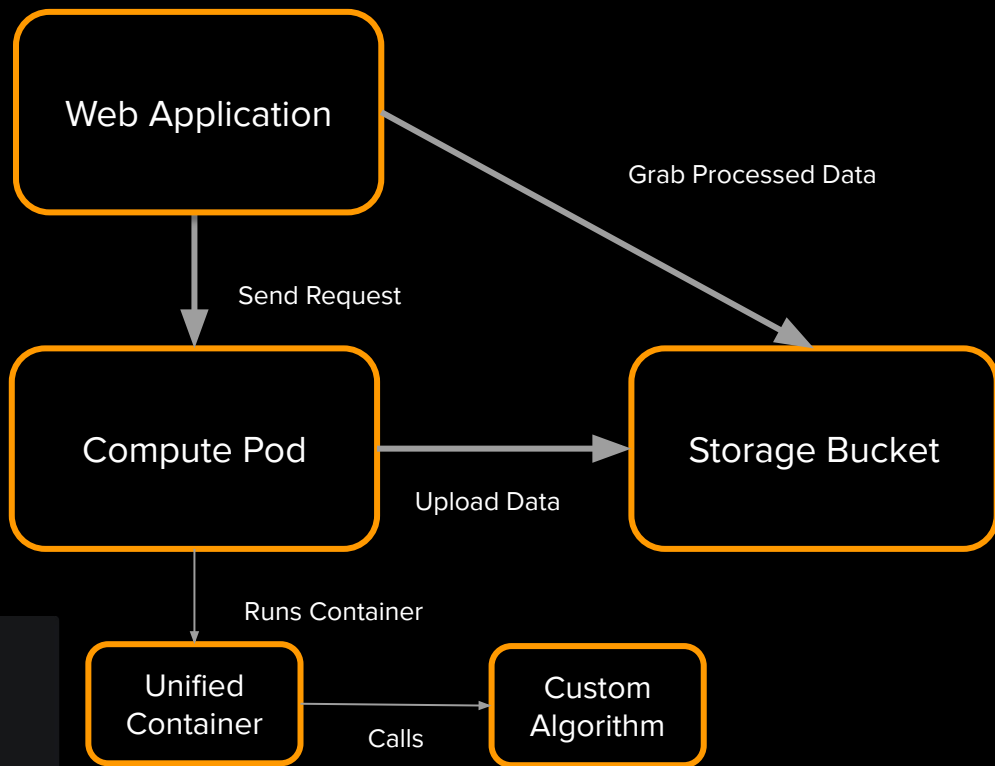 Web Application
Grab Processed Data
Send Request
Compute Pod
Storage Bucket
Upload Data
Runs Container
Unified
Container
Calls
Custom
Algorithm